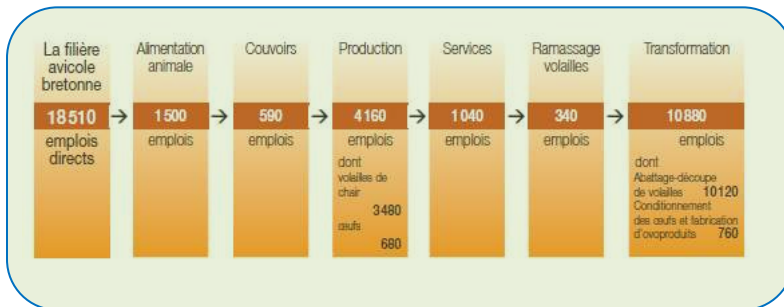 La filière
avicole
bretonne
18510
emplois
directs
Alimentation
animale
1500
emplois
Couvoirs
590
emplois
Production
4160
emplois
dont
volailles de
chair
3480
œufs
680
Services
1040
emplois
Ramassage
volailles
340
emplois
Transformation
10880
emplois
dont
Abattage-découpe
de volailles 10120
Conditionnement
des œufs et fabrication
d'ovoproduits 760